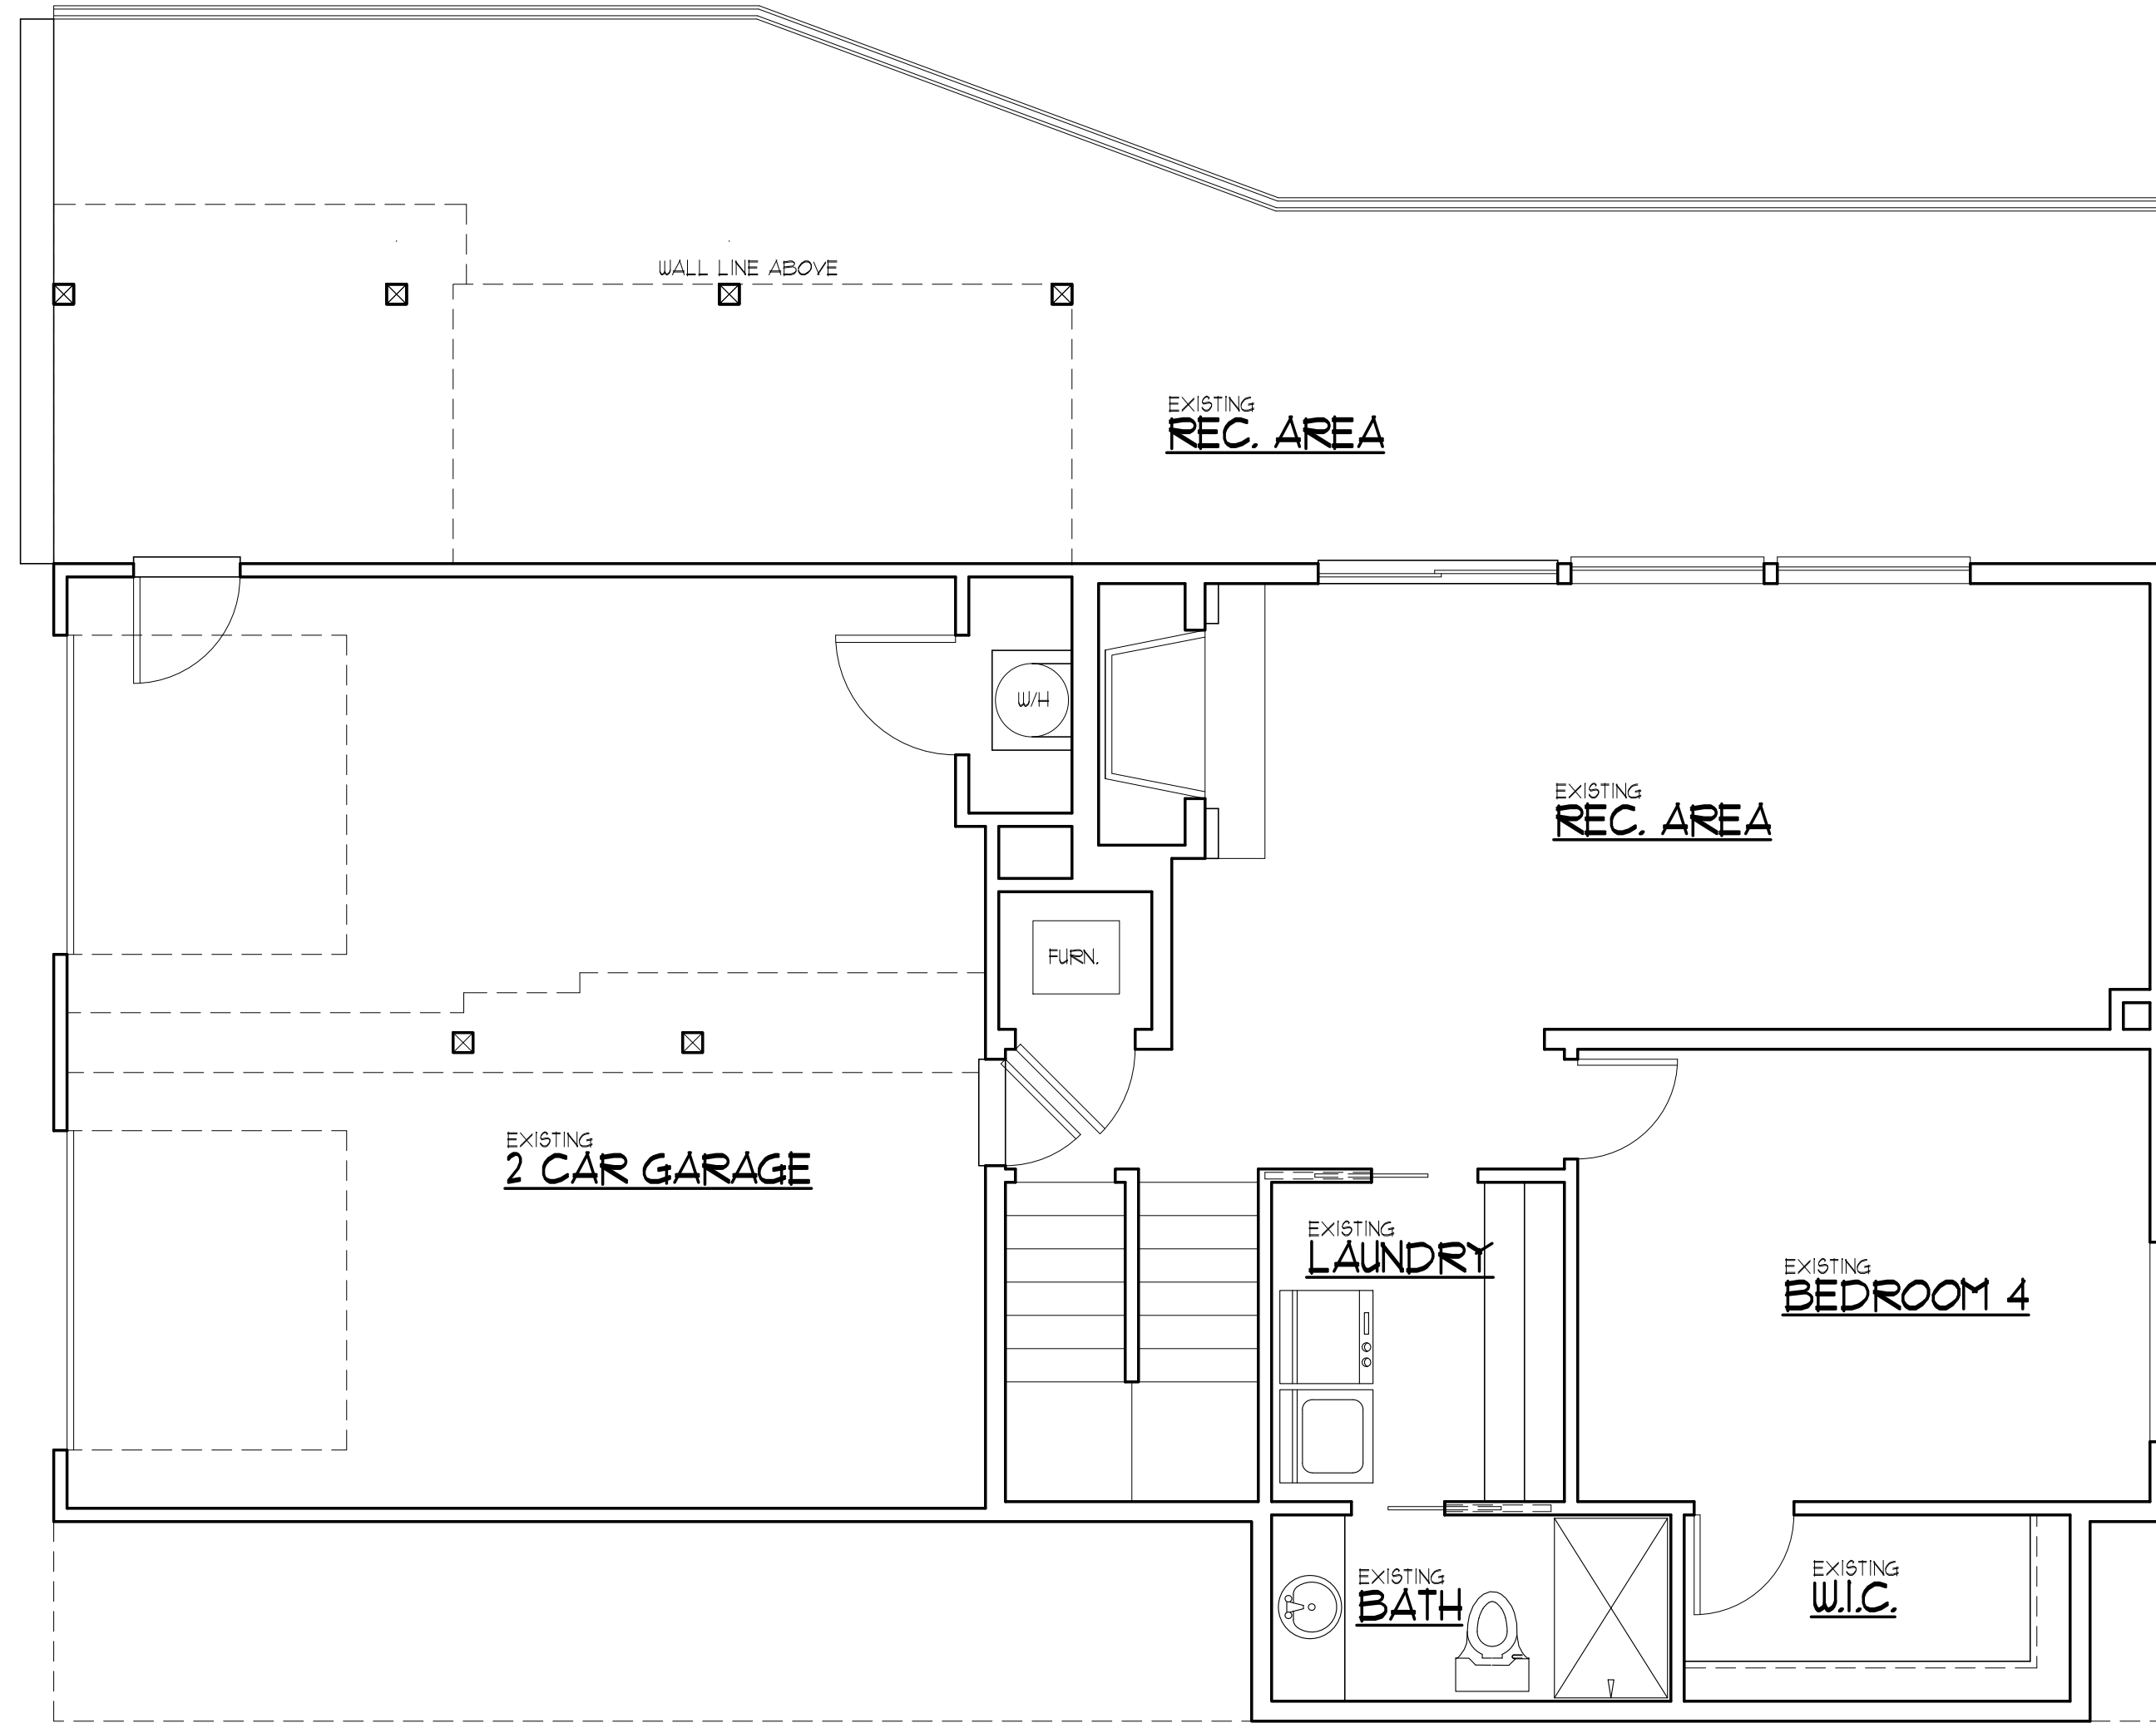 WALL LINE ABOVE
EXISTING
REC. AREA
W/H
EXISTING
REC. AREA
FURN.
EXISTING
2 CAR GARAGE
EXISTING
LAUNDRY
EXISTING
BEDROOM 4
EXISTING
BATH
EXISTING
W.I.C.